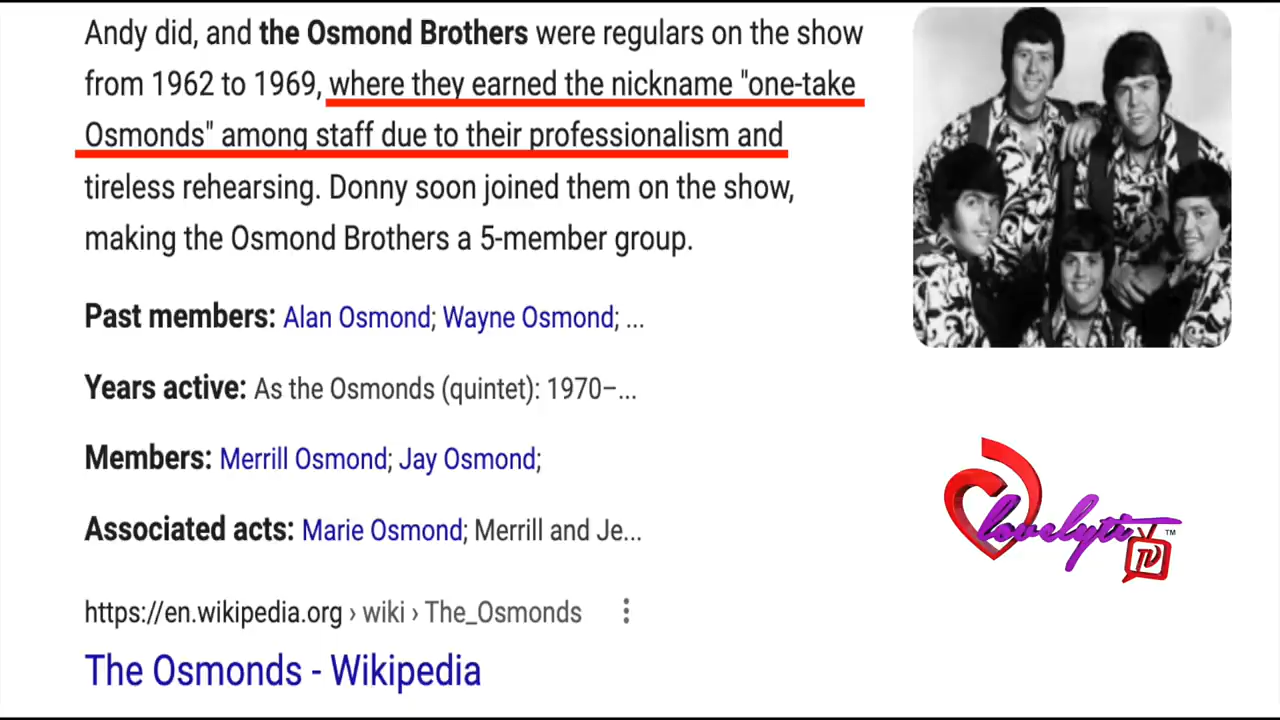 Andy did, and the Osmond Brothers were regulars on the show
from 1962 to 1969, where they earned the nickname "one-take
Osmonds" among staff due to their professionalism and
tireless rehearsing. Donny soon joined them on the show,
making the Osmond Brothers a 5-member group.
Past members: Alan Osmond; Wayne Osmond; ...
Years active: As the Osmonds (quintet): 1970–...
Members: Merrill Osmond; Jay Osmond;
Associated acts: Marie Osmond; Merrill and Je...
https://en.wikipedia.org › wiki › The_Osmonds
The Osmonds - Wikipedia
lovelyti TM
TV